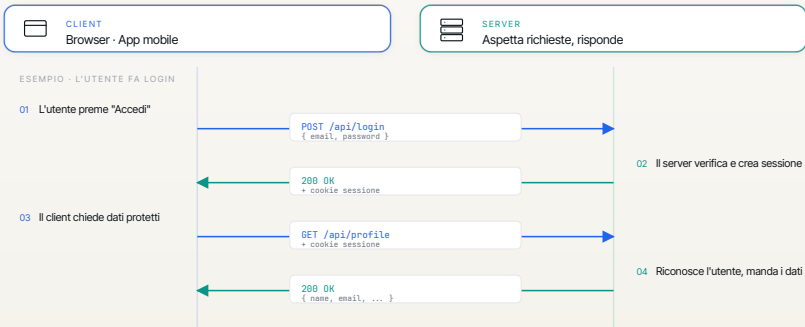 CLIENT
Browser · App mobile
SERVER
Aspetta richieste, risponde
ESEMPIO · L'UTENTE FA LOGIN
01 L'utente preme "Accedi"
POST /api/login
{ email, password }
02 Il server verifica e crea sessione
200 OK
+ cookie sessione
03 Il client chiede dati protetti
GET /api/profile
+ cookie sessione
04 Riconosce l'utente, manda i dati
200 OK
{ name, email, ... }